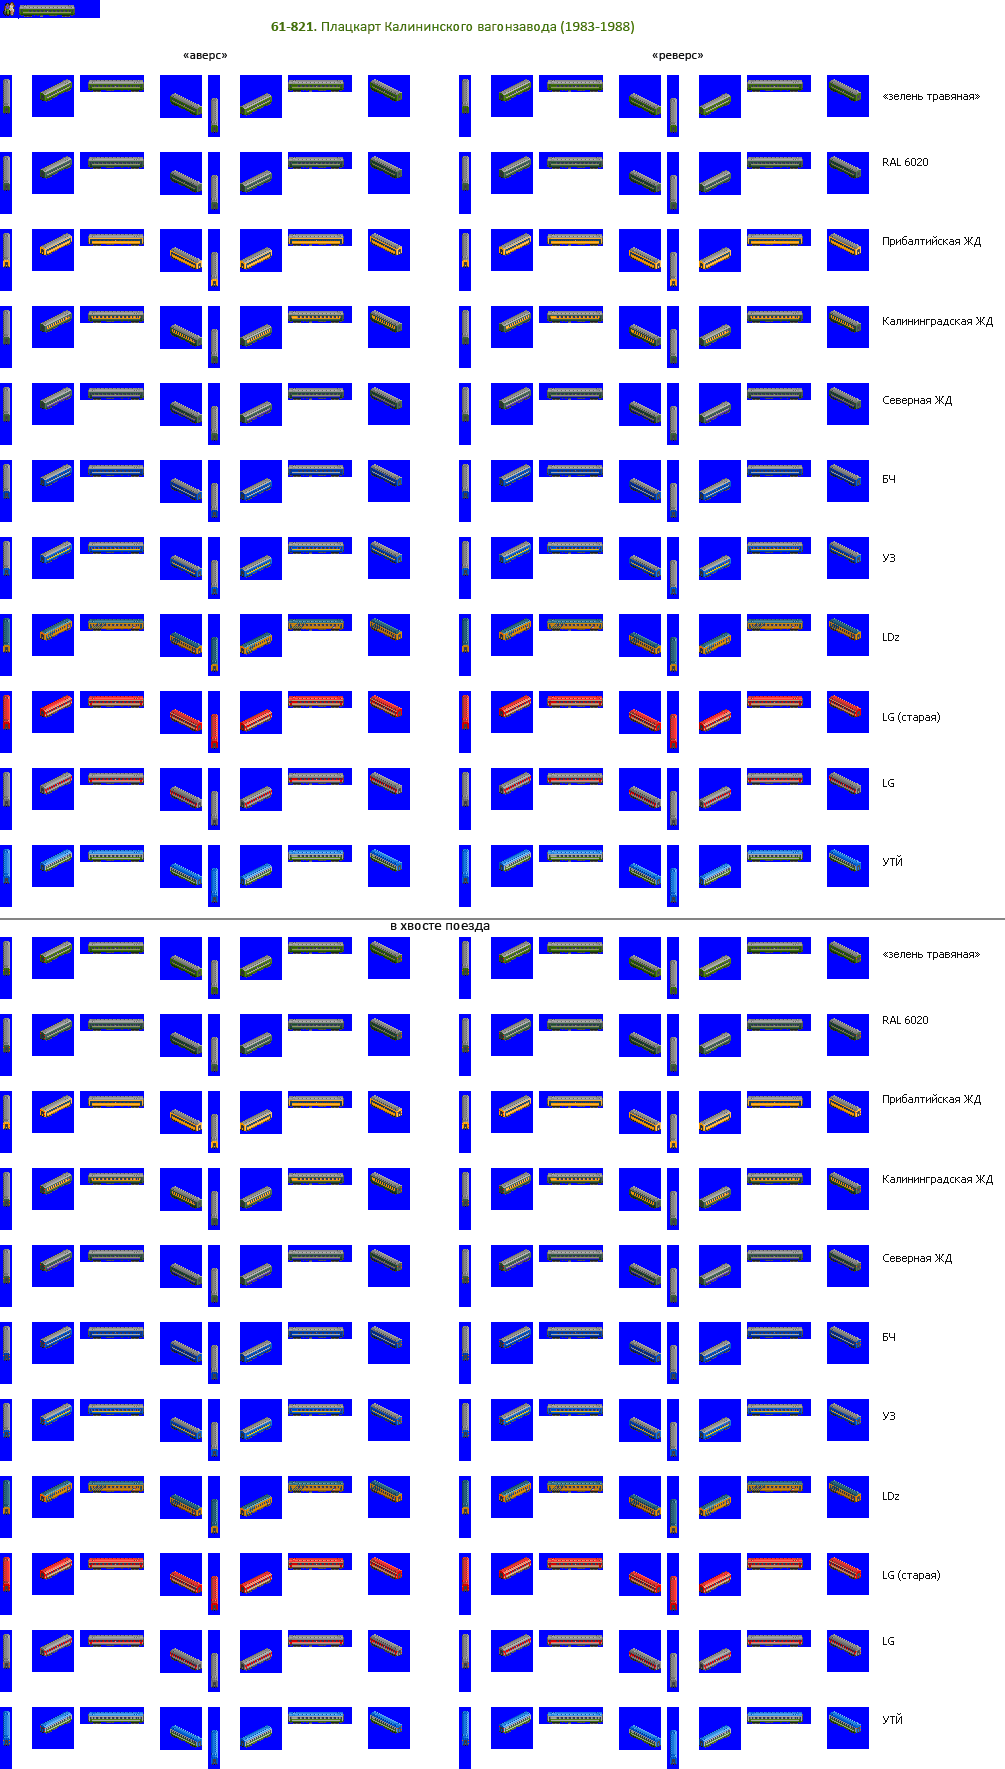 61-821. Плацкарт Калининского вагонзавода (1983-1988)
«аверс» «реверс»
«зелень травяная»
RAL 6020
Прибалтийская ЖД
Калининградская ЖД
Северная ЖД
БЧ
УЗ
LDz
LG (старая)
LG
УТЙ
в хвосте поезда
«зелень травяная»
RAL 6020
Прибалтийская ЖД
Калининградская ЖД
Северная ЖД
БЧ
УЗ
LDz
LG (старая)
LG
УТЙ